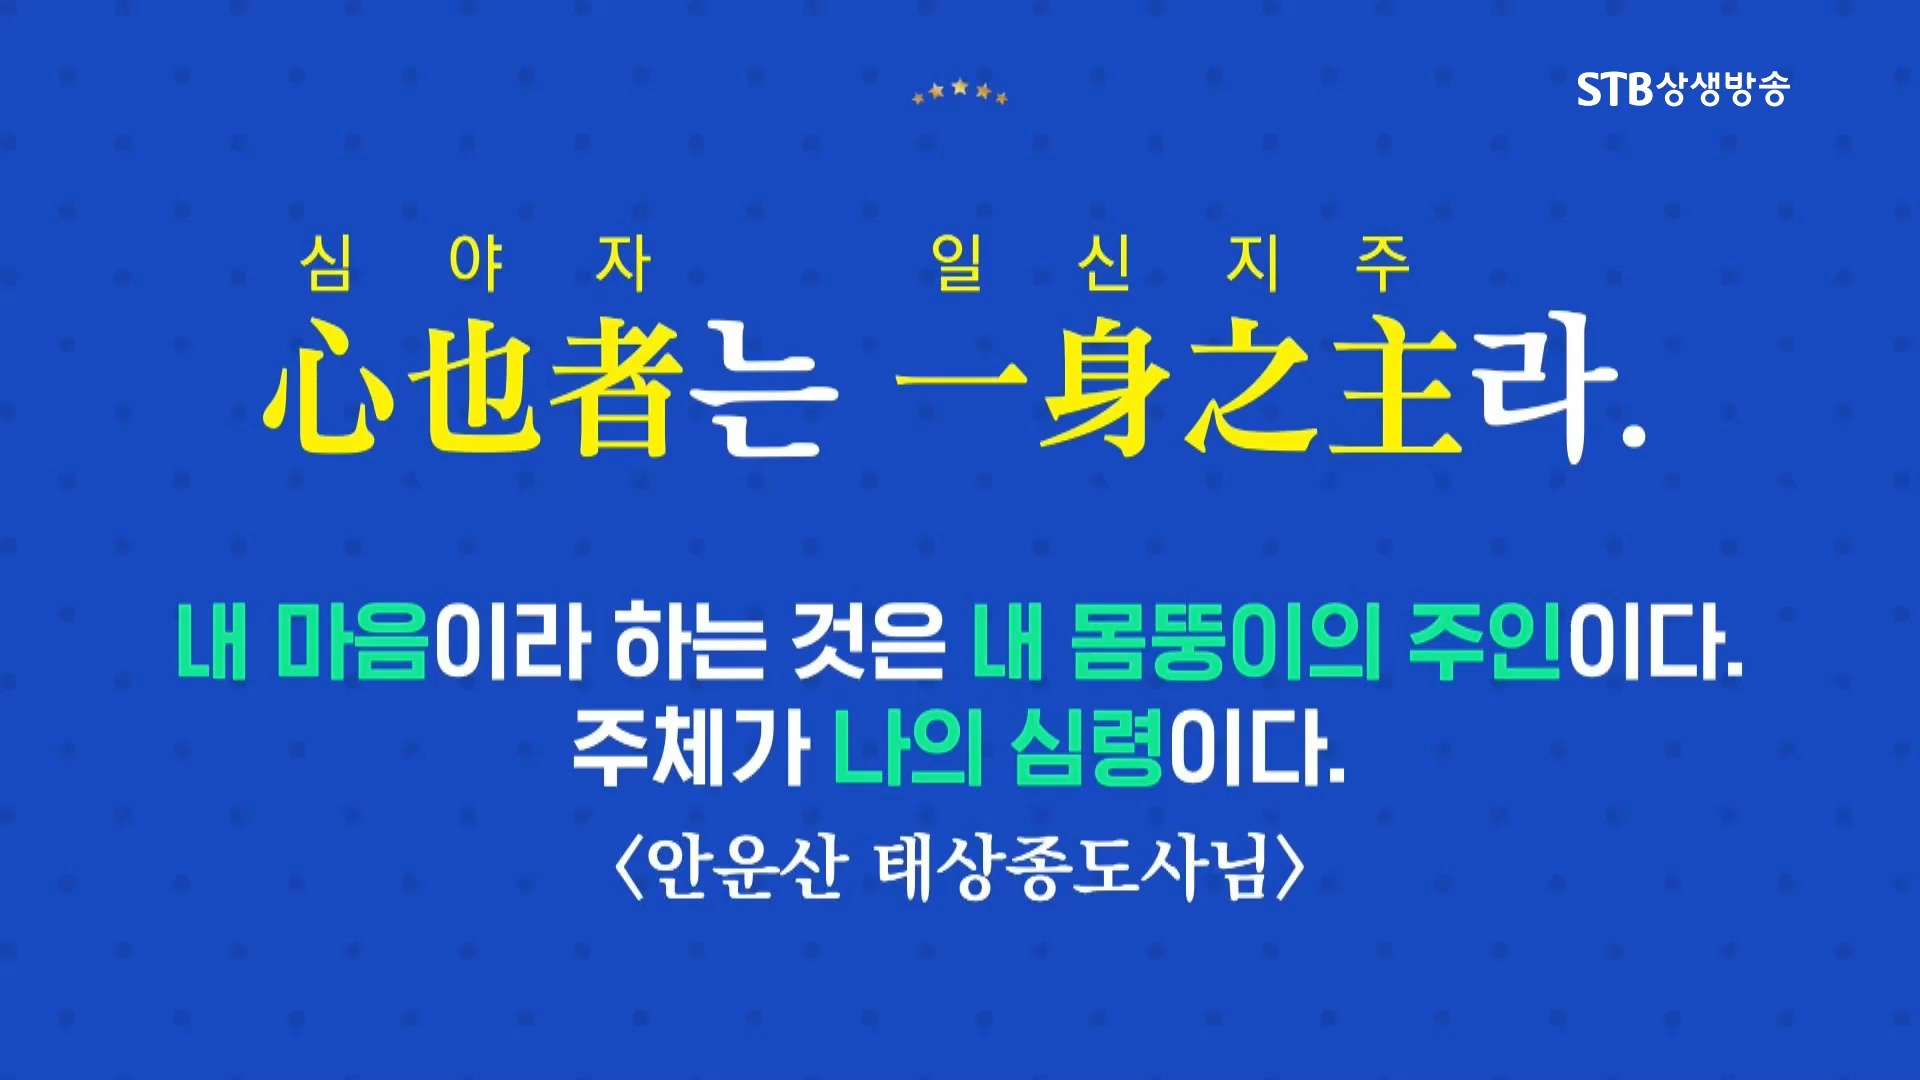 STB상생방송
심 야 자 일 신 지 주
心也者는 一身之主라.
내 마음이라 하는 것은 내 몸뚱이의 주인이다.
주체가 나의 심령이다.
〈안운산 태상종도사님〉